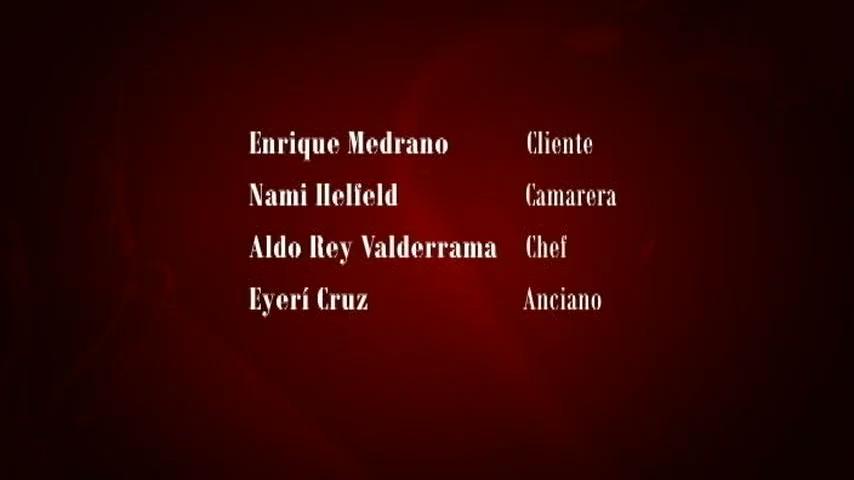 Enrique Medrano Cliente
Nami Helfeld Camarera
Aldo Rey Valderrama Chef
Eyerí Cruz Anciano